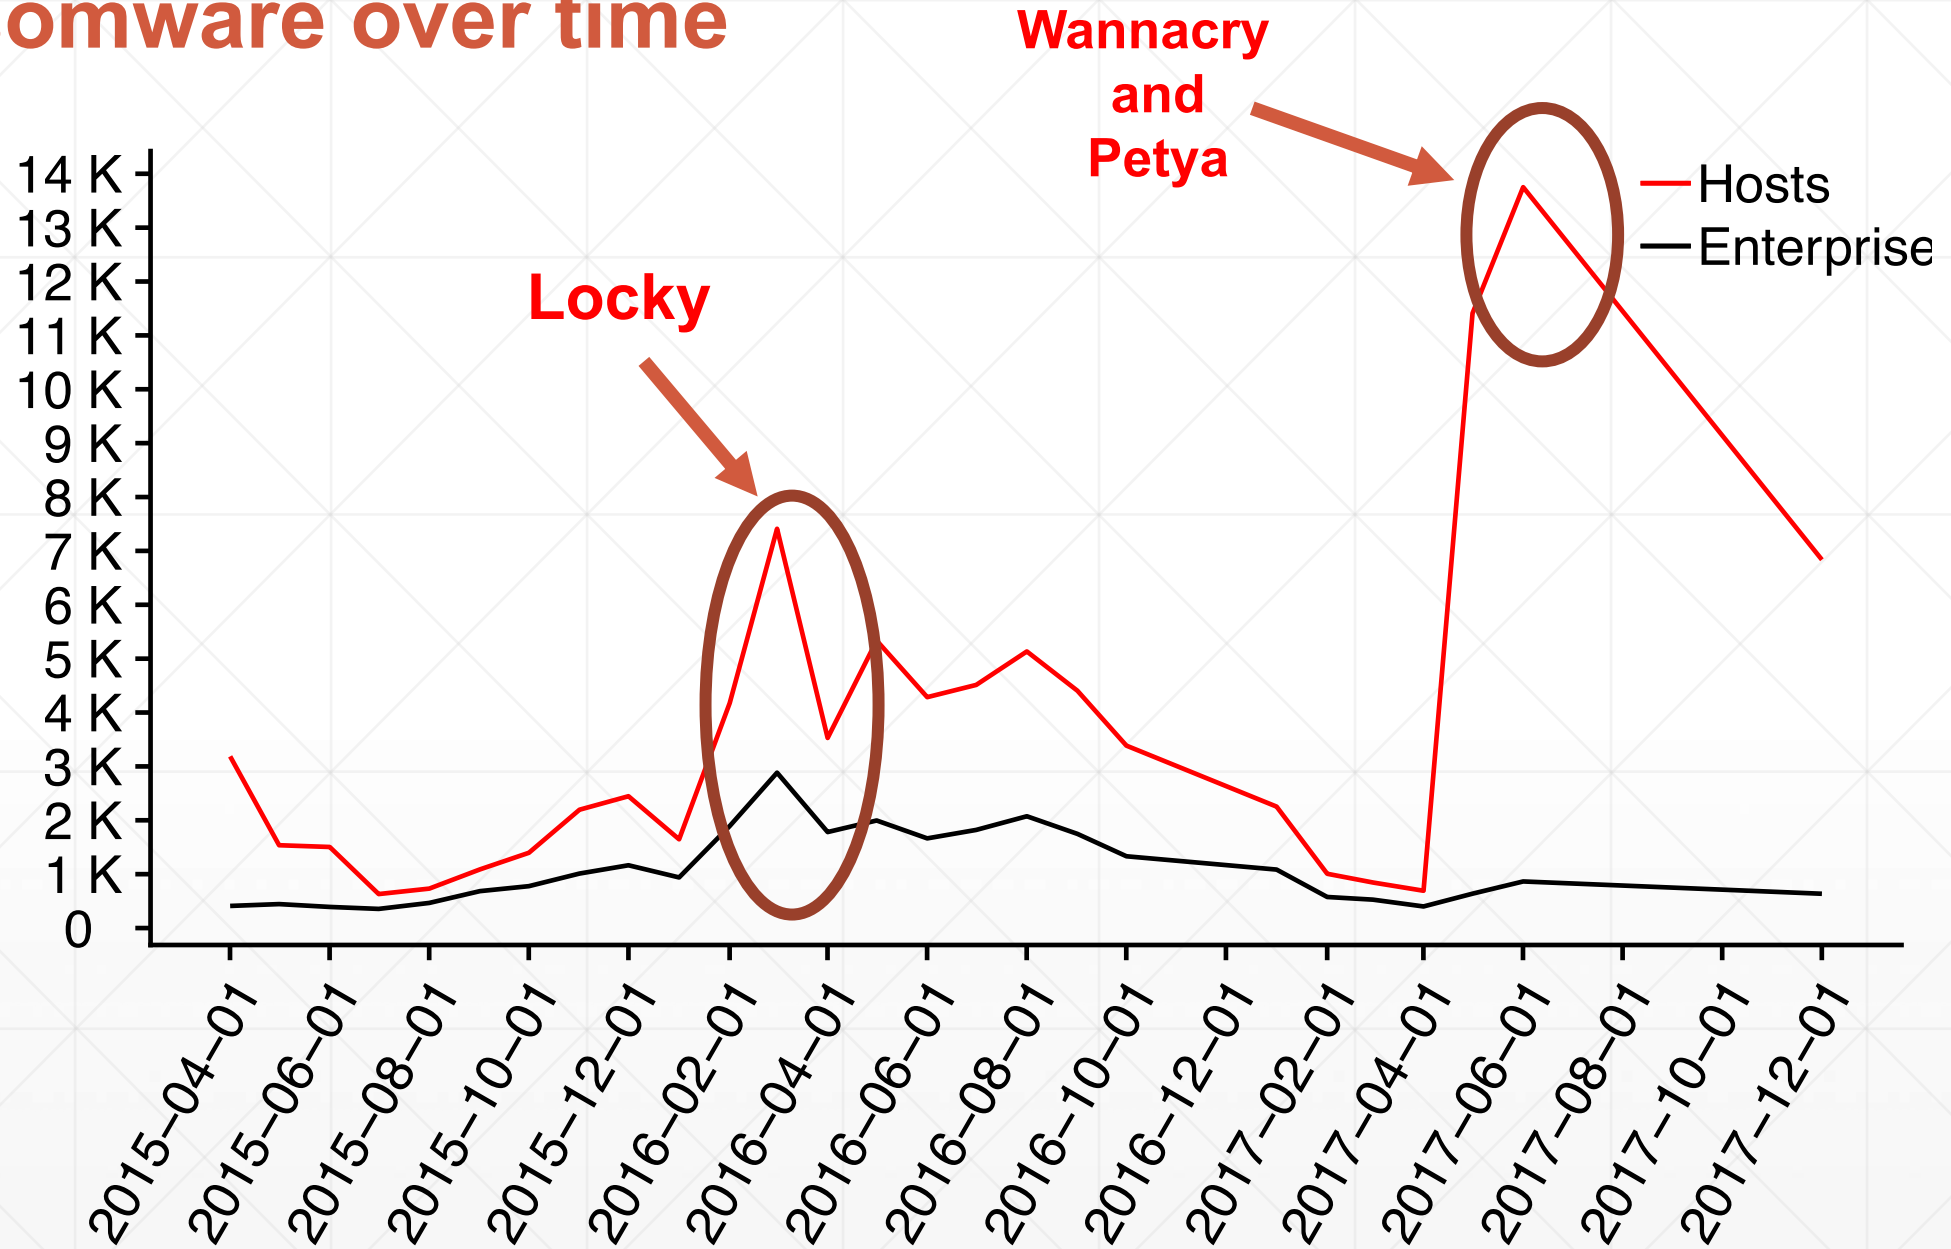 omware over time
Wannacry
and
Petya
Locky
Hosts
Enterprise
14 K
13 K
12 K
11 K
10 K
9 K
8 K
7 K
6 K
5 K
4 K
3 K
2 K
1 K
0
2015–04–01
2015–06–01
2015–08–01
2015–10–01
2015–12–01
2016–02–01
2016–04–01
2016–06–01
2016–08–01
2016–10–01
2016–12–01
2017–02–01
2017–04–01
2017–06–01
2017–08–01
2017–10–01
2017–12–01